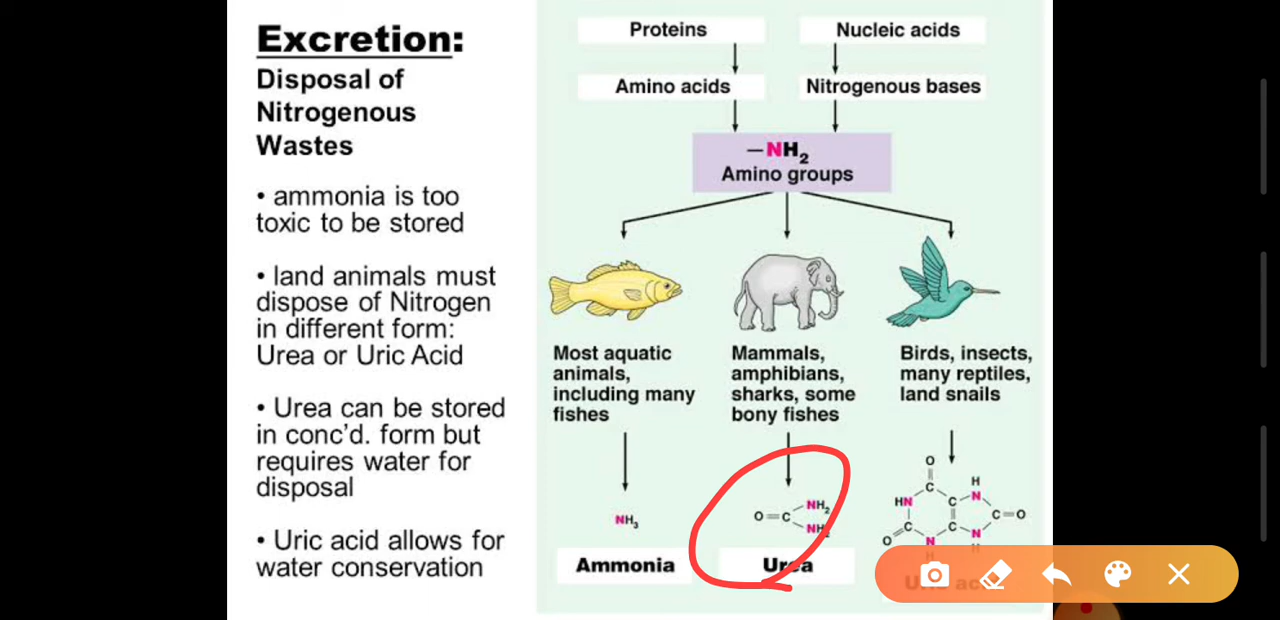 Excretion:
Disposal of
Nitrogenous
Wastes
• ammonia is too
toxic to be stored
• land animals must
dispose of Nitrogen
in different form:
Urea or Uric Acid
• Urea can be stored
in conc’d. form but
requires water for
disposal
• Uric acid allows for
water conservation
Proteins
Nucleic acids
Amino acids
Nitrogenous bases
—NH2
Amino groups
Most aquatic
animals,
including many
fishes
Mammals,
amphibians,
sharks, some
bony fishes
Birds, insects,
many reptiles,
land snails
NH3
Ammonia
NH2
O=C
NH2
Urea
O
C
H
HN
C
N
C=O
C
C
N
O
N
H
H